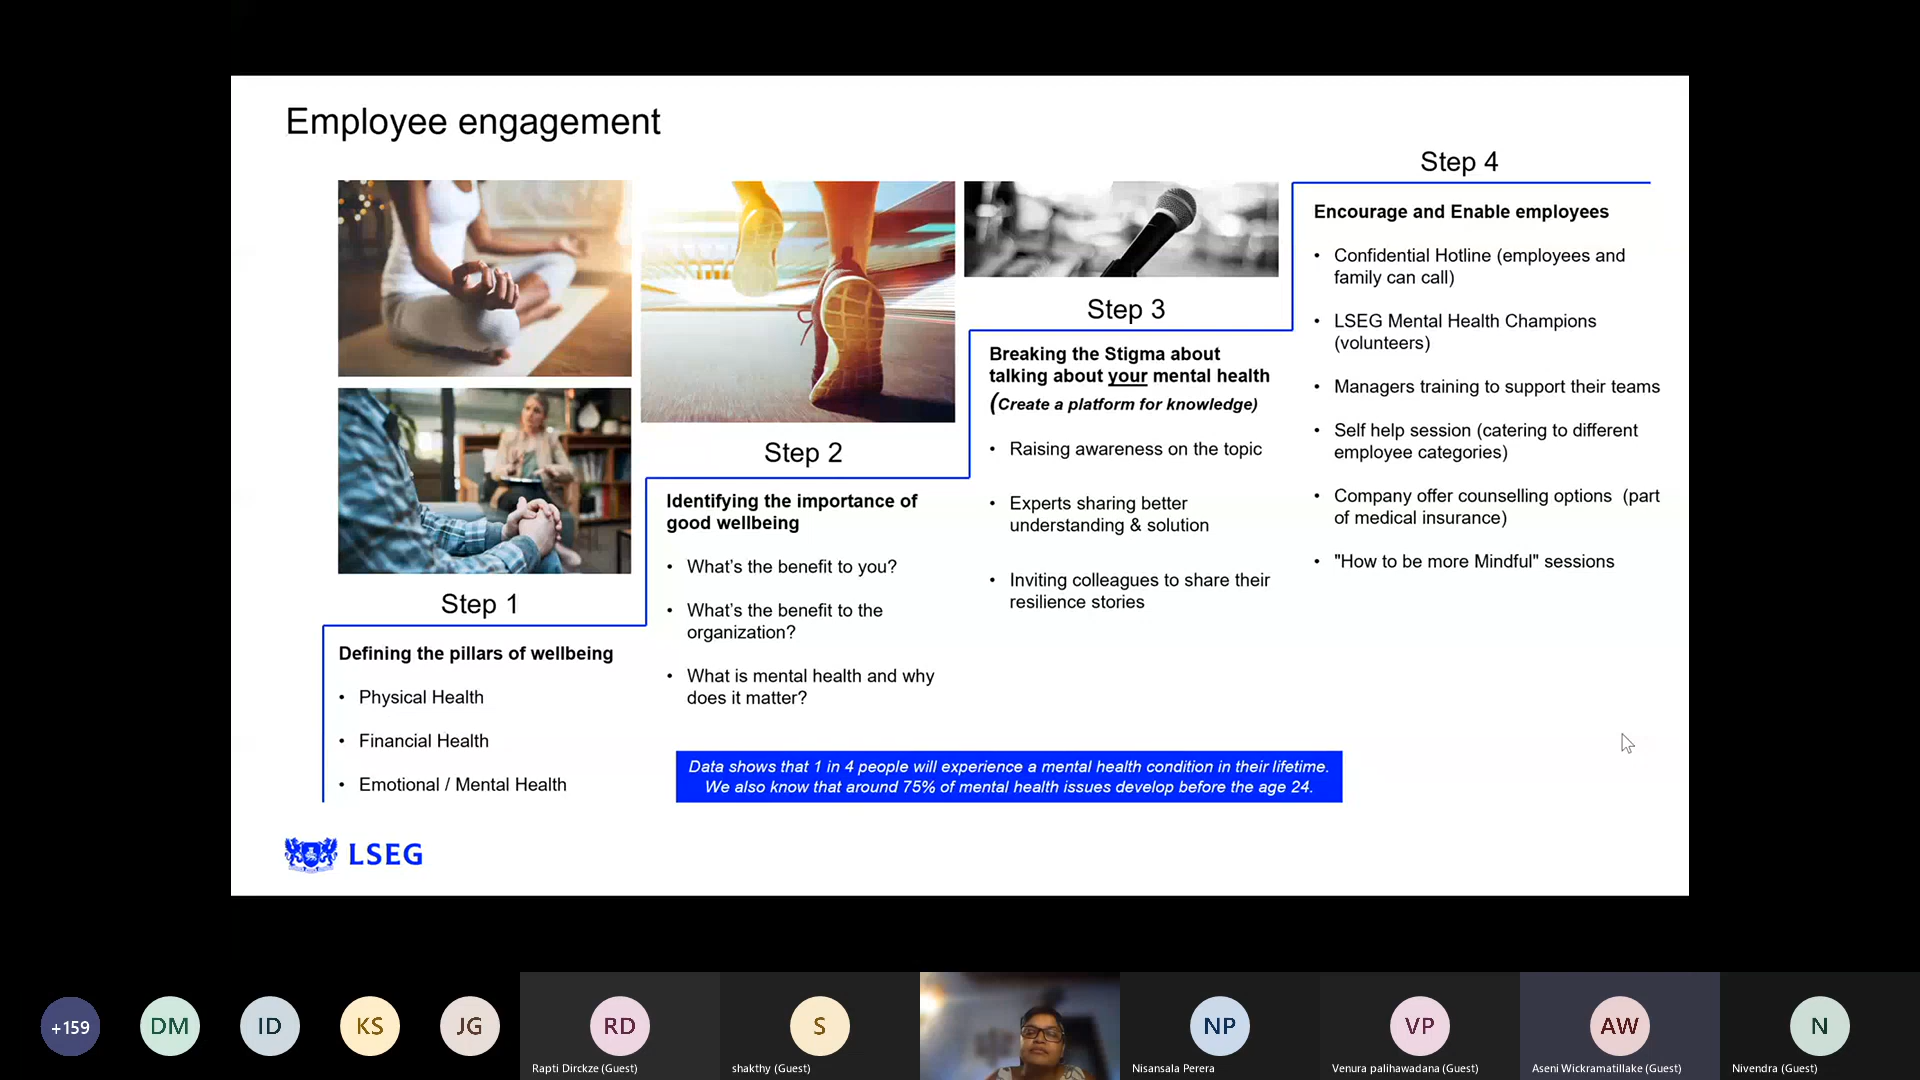 Employee engagement
Step 1
Defining the pillars of wellbeing
• Physical Health
• Financial Health
• Emotional / Mental Health
Step 2
Identifying the importance of
good wellbeing
• What's the benefit to you?
• What's the benefit to the
organization?
• What is mental health and why
does it matter?
Step 3
Breaking the Stigma about
talking about your mental health
(Create a platform for knowledge)
• Raising awareness on the topic
• Experts sharing better
understanding & solution
• Inviting colleagues to share their
resilience stories
Step 4
Encourage and Enable employees
• Confidential Hotline (employees and
family can call)
• LSEG Mental Health Champions
(volunteers)
• Managers training to support their teams
• Self help session (catering to different
employee categories)
• Company offer counselling options (part
of medical insurance)
• "How to be more Mindful" sessions
Data shows that 1 in 4 people will experience a mental health condition in their lifetime.
We also know that around 75% of mental health issues develop before the age 24.
LSEG
+159
DM
ID
KS
JG
RD
Rapti Dirckze (Guest)
S
shakthy (Guest)
NP
Nisansala Perera
VP
Venura palihawadana (Guest)
AW
Aseni Wickramatillake (Guest)
N
Nivendra (Guest)